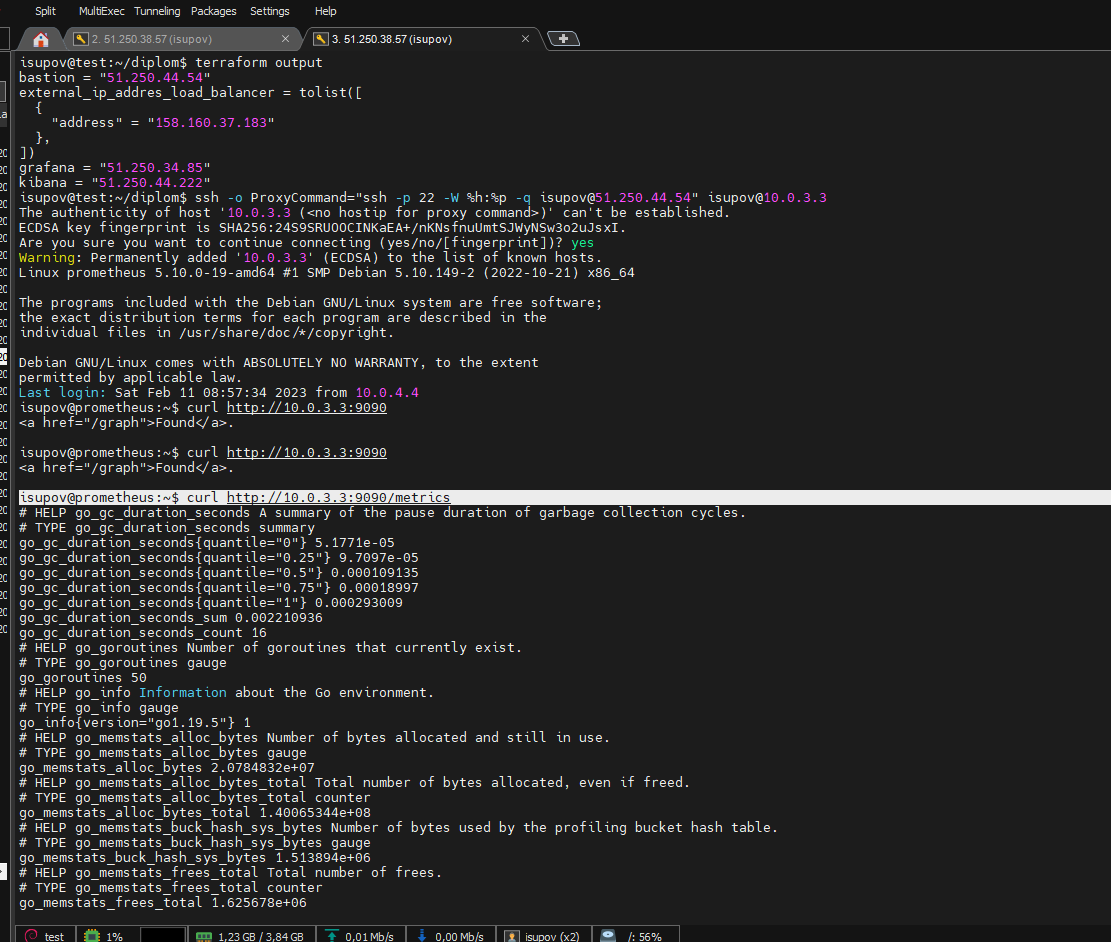 Split MultiExec Tunneling Packages Settings Help
2. 51.250.38.57 (isupov)
3. 51.250.38.57 (isupov)
isupov@test:~/diplom$ terraform output
bastion = "51.250.44.54"
external_ip_addres_load_balancer = tolist([
  {
    "address" = "158.160.37.183"
  },
])
grafana = "51.250.34.85"
kibana = "51.250.44.222"
isupov@test:~/diplom$ ssh -o ProxyCommand="ssh -p 22 -W %h:%p -q isupov@51.250.44.54" isupov@10.0.3.3
The authenticity of host '10.0.3.3 (<no hostip for proxy command>)' can't be established.
ECDSA key fingerprint is SHA256:24S9SRUOOCINKaEA+/nKNsfnuUmtSJWyNSw3o2uJsxI.
Are you sure you want to continue connecting (yes/no/[fingerprint])? yes
Warning: Permanently added '10.0.3.3' (ECDSA) to the list of known hosts.
Linux prometheus 5.10.0-19-amd64 #1 SMP Debian 5.10.149-2 (2022-10-21) x86_64
The programs included with the Debian GNU/Linux system are free software;
the exact distribution terms for each program are described in the
individual files in /usr/share/doc/*/copyright.
Debian GNU/Linux comes with ABSOLUTELY NO WARRANTY, to the extent
permitted by applicable law.
Last login: Sat Feb 11 08:57:34 2023 from 10.0.4.4
isupov@prometheus:~$ curl http://10.0.3.3:9090
<a href="/graph">Found</a>.
isupov@prometheus:~$ curl http://10.0.3.3:9090
<a href="/graph">Found</a>.
isupov@prometheus:~$ curl http://10.0.3.3:9090/metrics
# HELP go_gc_duration_seconds A summary of the pause duration of garbage collection cycles.
# TYPE go_gc_duration_seconds summary
go_gc_duration_seconds{quantile="0"} 5.1771e-05
go_gc_duration_seconds{quantile="0.25"} 9.7097e-05
go_gc_duration_seconds{quantile="0.5"} 0.000109135
go_gc_duration_seconds{quantile="0.75"} 0.00018997
go_gc_duration_seconds{quantile="1"} 0.000293009
go_gc_duration_seconds_sum 0.002210936
go_gc_duration_seconds_count 16
# HELP go_goroutines Number of goroutines that currently exist.
# TYPE go_goroutines gauge
go_goroutines 50
# HELP go_info Information about the Go environment.
# TYPE go_info gauge
go_info{version="go1.19.5"} 1
# HELP go_memstats_alloc_bytes Number of bytes allocated and still in use.
# TYPE go_memstats_alloc_bytes gauge
go_memstats_alloc_bytes 2.0784832e+07
# HELP go_memstats_alloc_bytes_total Total number of bytes allocated, even if freed.
# TYPE go_memstats_alloc_bytes_total counter
go_memstats_alloc_bytes_total 1.40065344e+08
# HELP go_memstats_buck_hash_sys_bytes Number of bytes used by the profiling bucket hash table.
# TYPE go_memstats_buck_hash_sys_bytes gauge
go_memstats_buck_hash_sys_bytes 1.513894e+06
# HELP go_memstats_frees_total Total number of frees.
# TYPE go_memstats_frees_total counter
go_memstats_frees_total 1.625678e+06
test 1% 1,23 GB / 3,84 GB 0,01 Mb/s 0,00 Mb/s isupov (x2) /: 56%